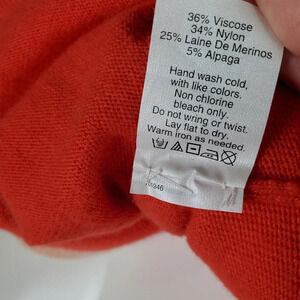 36% Viscose
34% Nylon
25% Laine De Merinos
5% Alpaga
Hand wash cold,
with like colors.
Non chlorine
bleach only.
Do not wring or twist.
Lay flat to dry.
Warm iron as needed.